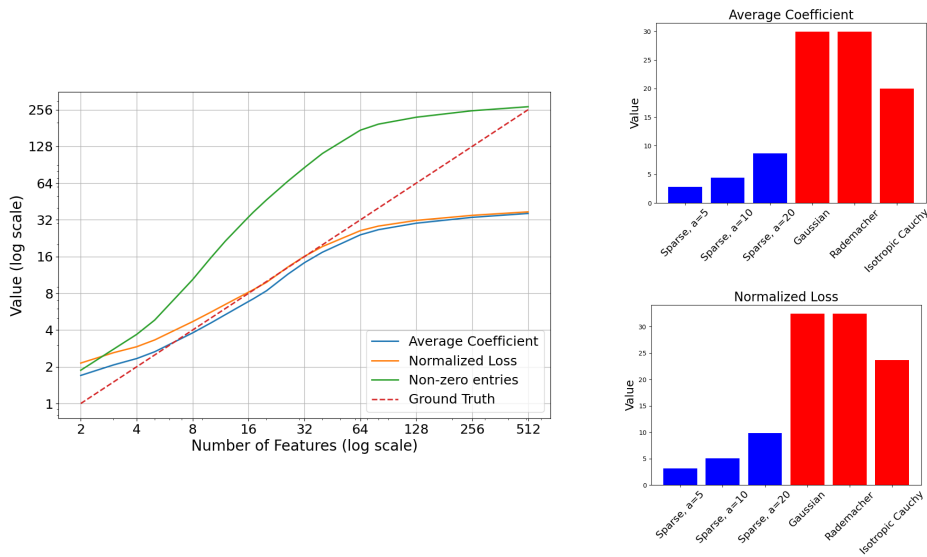 256
128
64
32
16
8
4
2
1
Value (log scale)
2 4 8 16 32 64 128 256 512
Number of Features (log scale)
Average Coefficient
Normalized Loss
Non-zero entries
Ground Truth
Average Coefficient
30
25
20
15
10
5
0
Value
Sparse, a=5
Sparse, a=10
Sparse, a=20
Gaussian
Rademacher
Isotropic Cauchy
Normalized Loss
30
25
20
15
10
5
0
Value
Sparse, a=5
Sparse, a=10
Sparse, a=20
Gaussian
Rademacher
Isotropic Cauchy